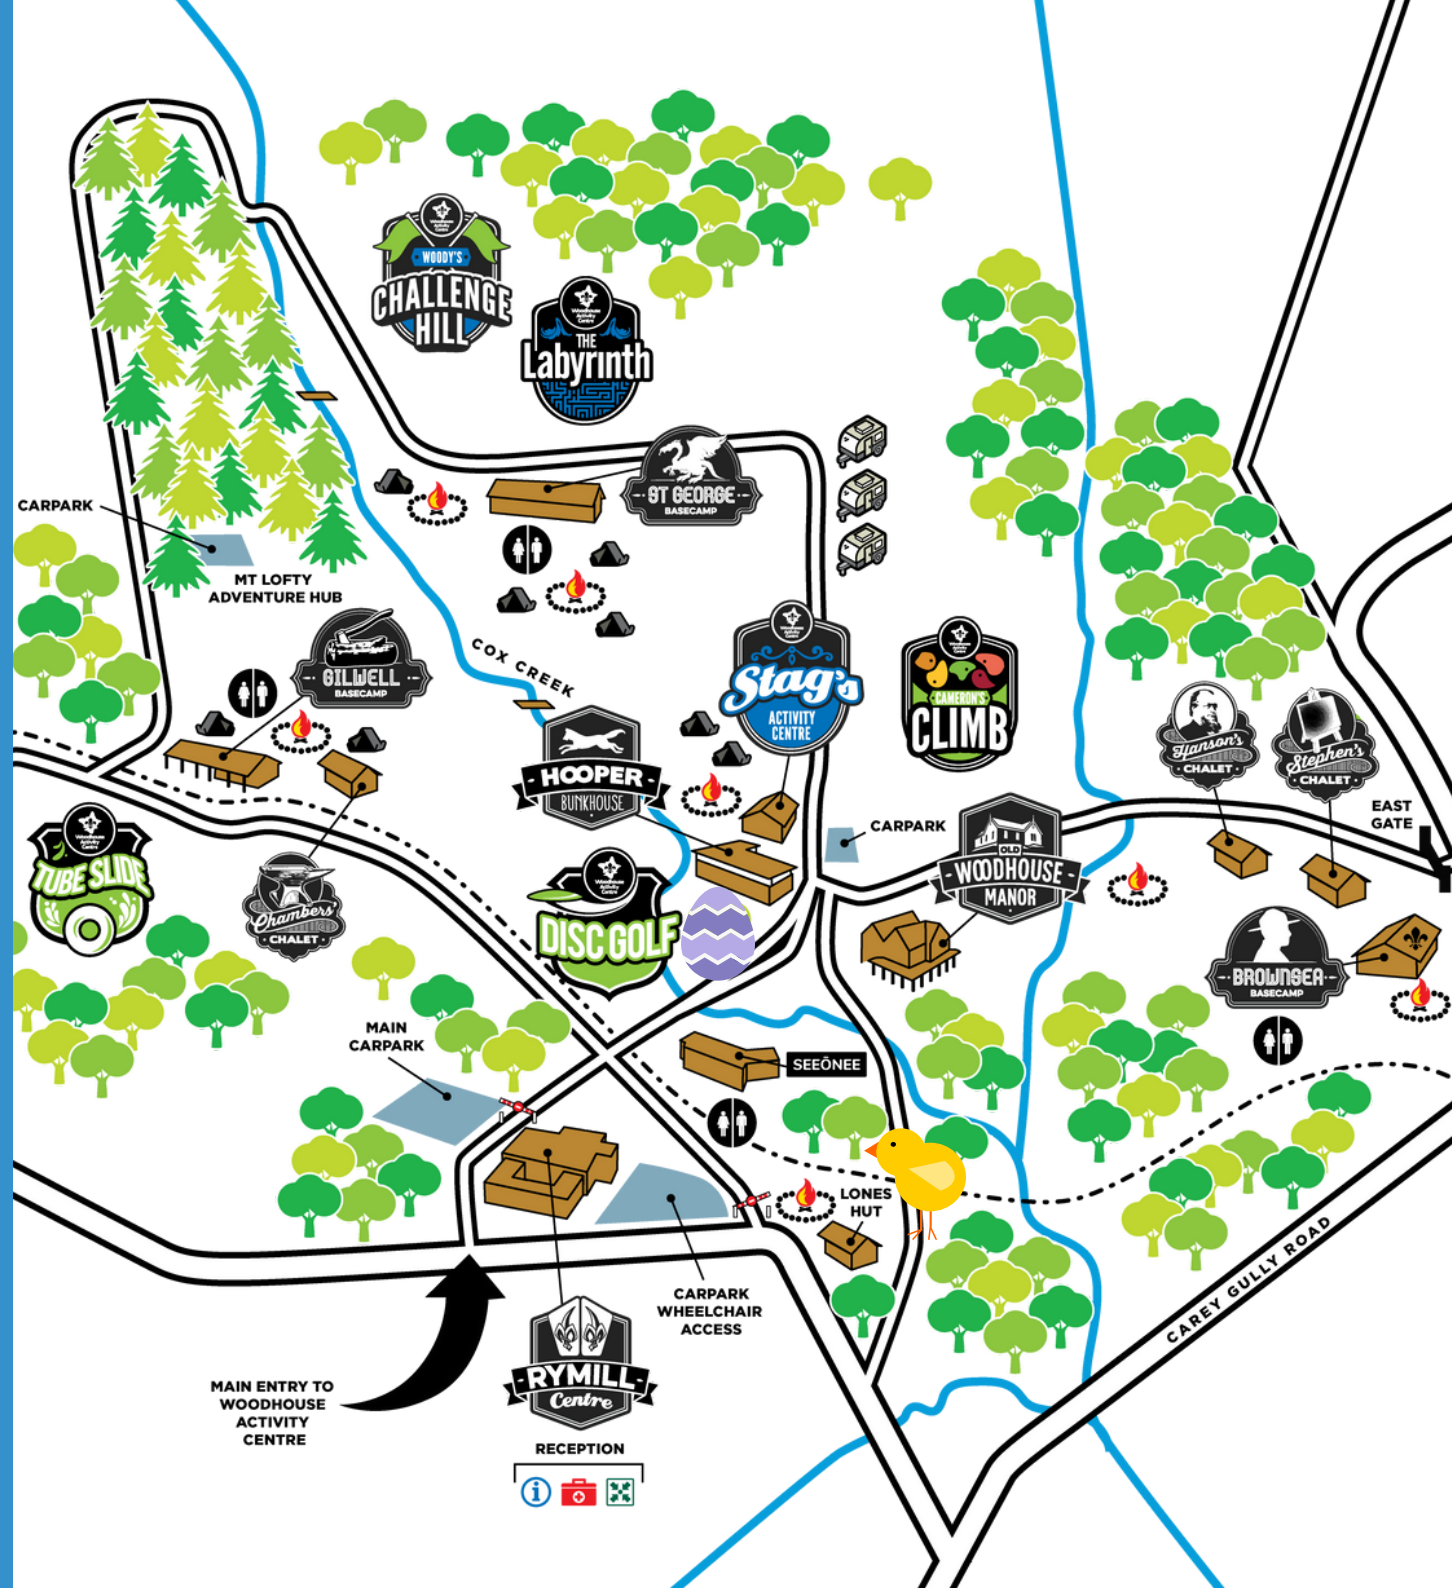 WOODY'S
CHALLENGE
HILL
THE
Labyrinth
ST GEORGE
BASECAMP
CARPARK
MT LOFTY
ADVENTURE HUB
GILWELL
BASECAMP
COX CREEK
Stag's
ACTIVITY
CENTRE
CAMERON'S
CLIMB
Hanson's
CHALET
Stephen's
CHALET
HOOPER
BUNKHOUSE
EAST
GATE
CARPARK
TUBE SLIDE
Chambers'
CHALET
OLD
WOODHOUSE
MANOR
DISC GOLF
BROWNSEA
BASECAMP
MAIN
CARPARK
SEEŌNEE
LONES
HUT
CARPARK
WHEELCHAIR
ACCESS
CAREY GULLY ROAD
RYMILL
Centre
MAIN ENTRY TO
WOODHOUSE
ACTIVITY
CENTRE
RECEPTION